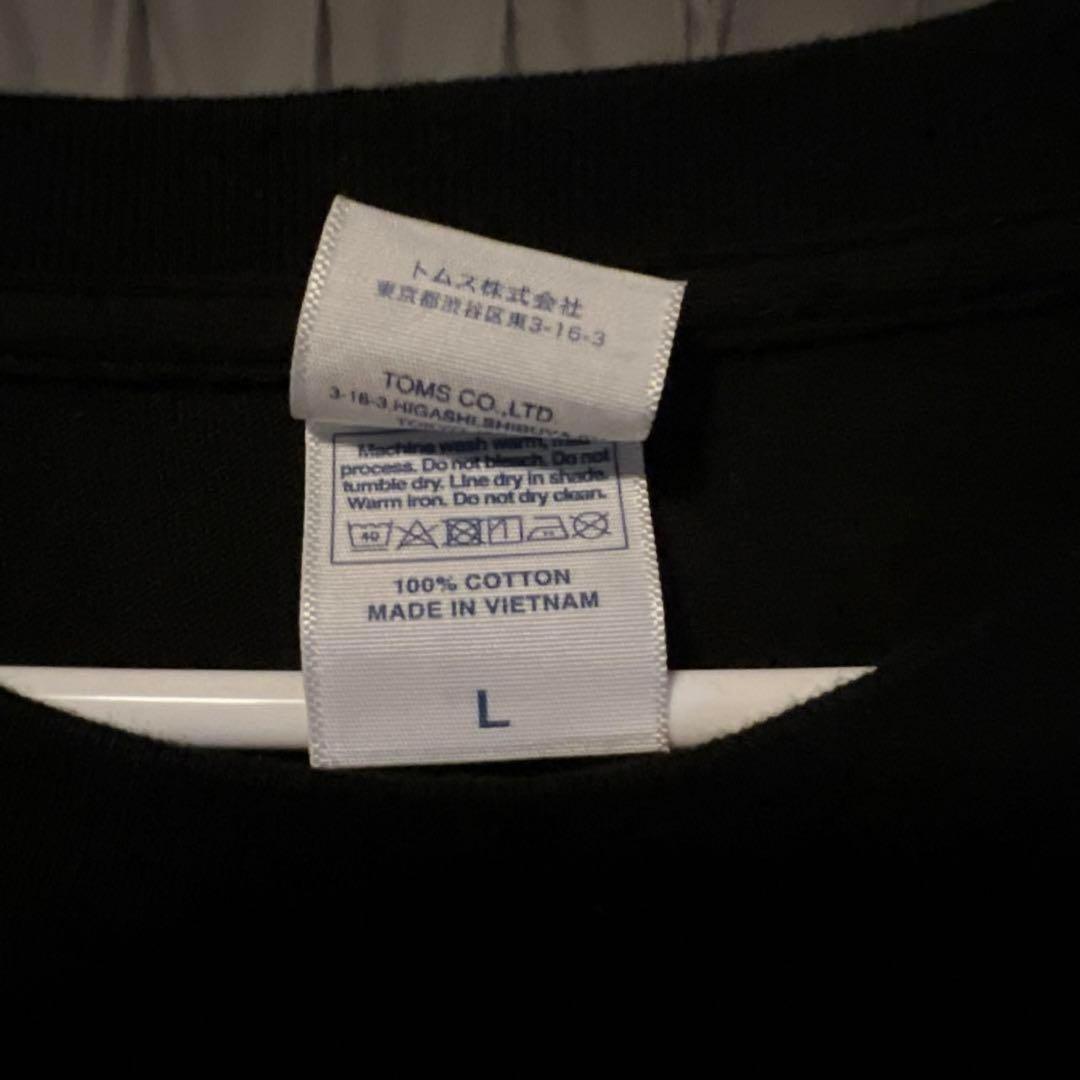 トムス株式会社
東京都渋谷区東3-16-3
TOMS CO.,LTD.
3-16-3,HIGASHI,SHIBUYA
Machine wash warm,
process. Do not bleach. Do not
tumble dry. Line dry in shade.
Warm iron. Do not dry clean.
40
100% COTTON
MADE IN VIETNAM
L